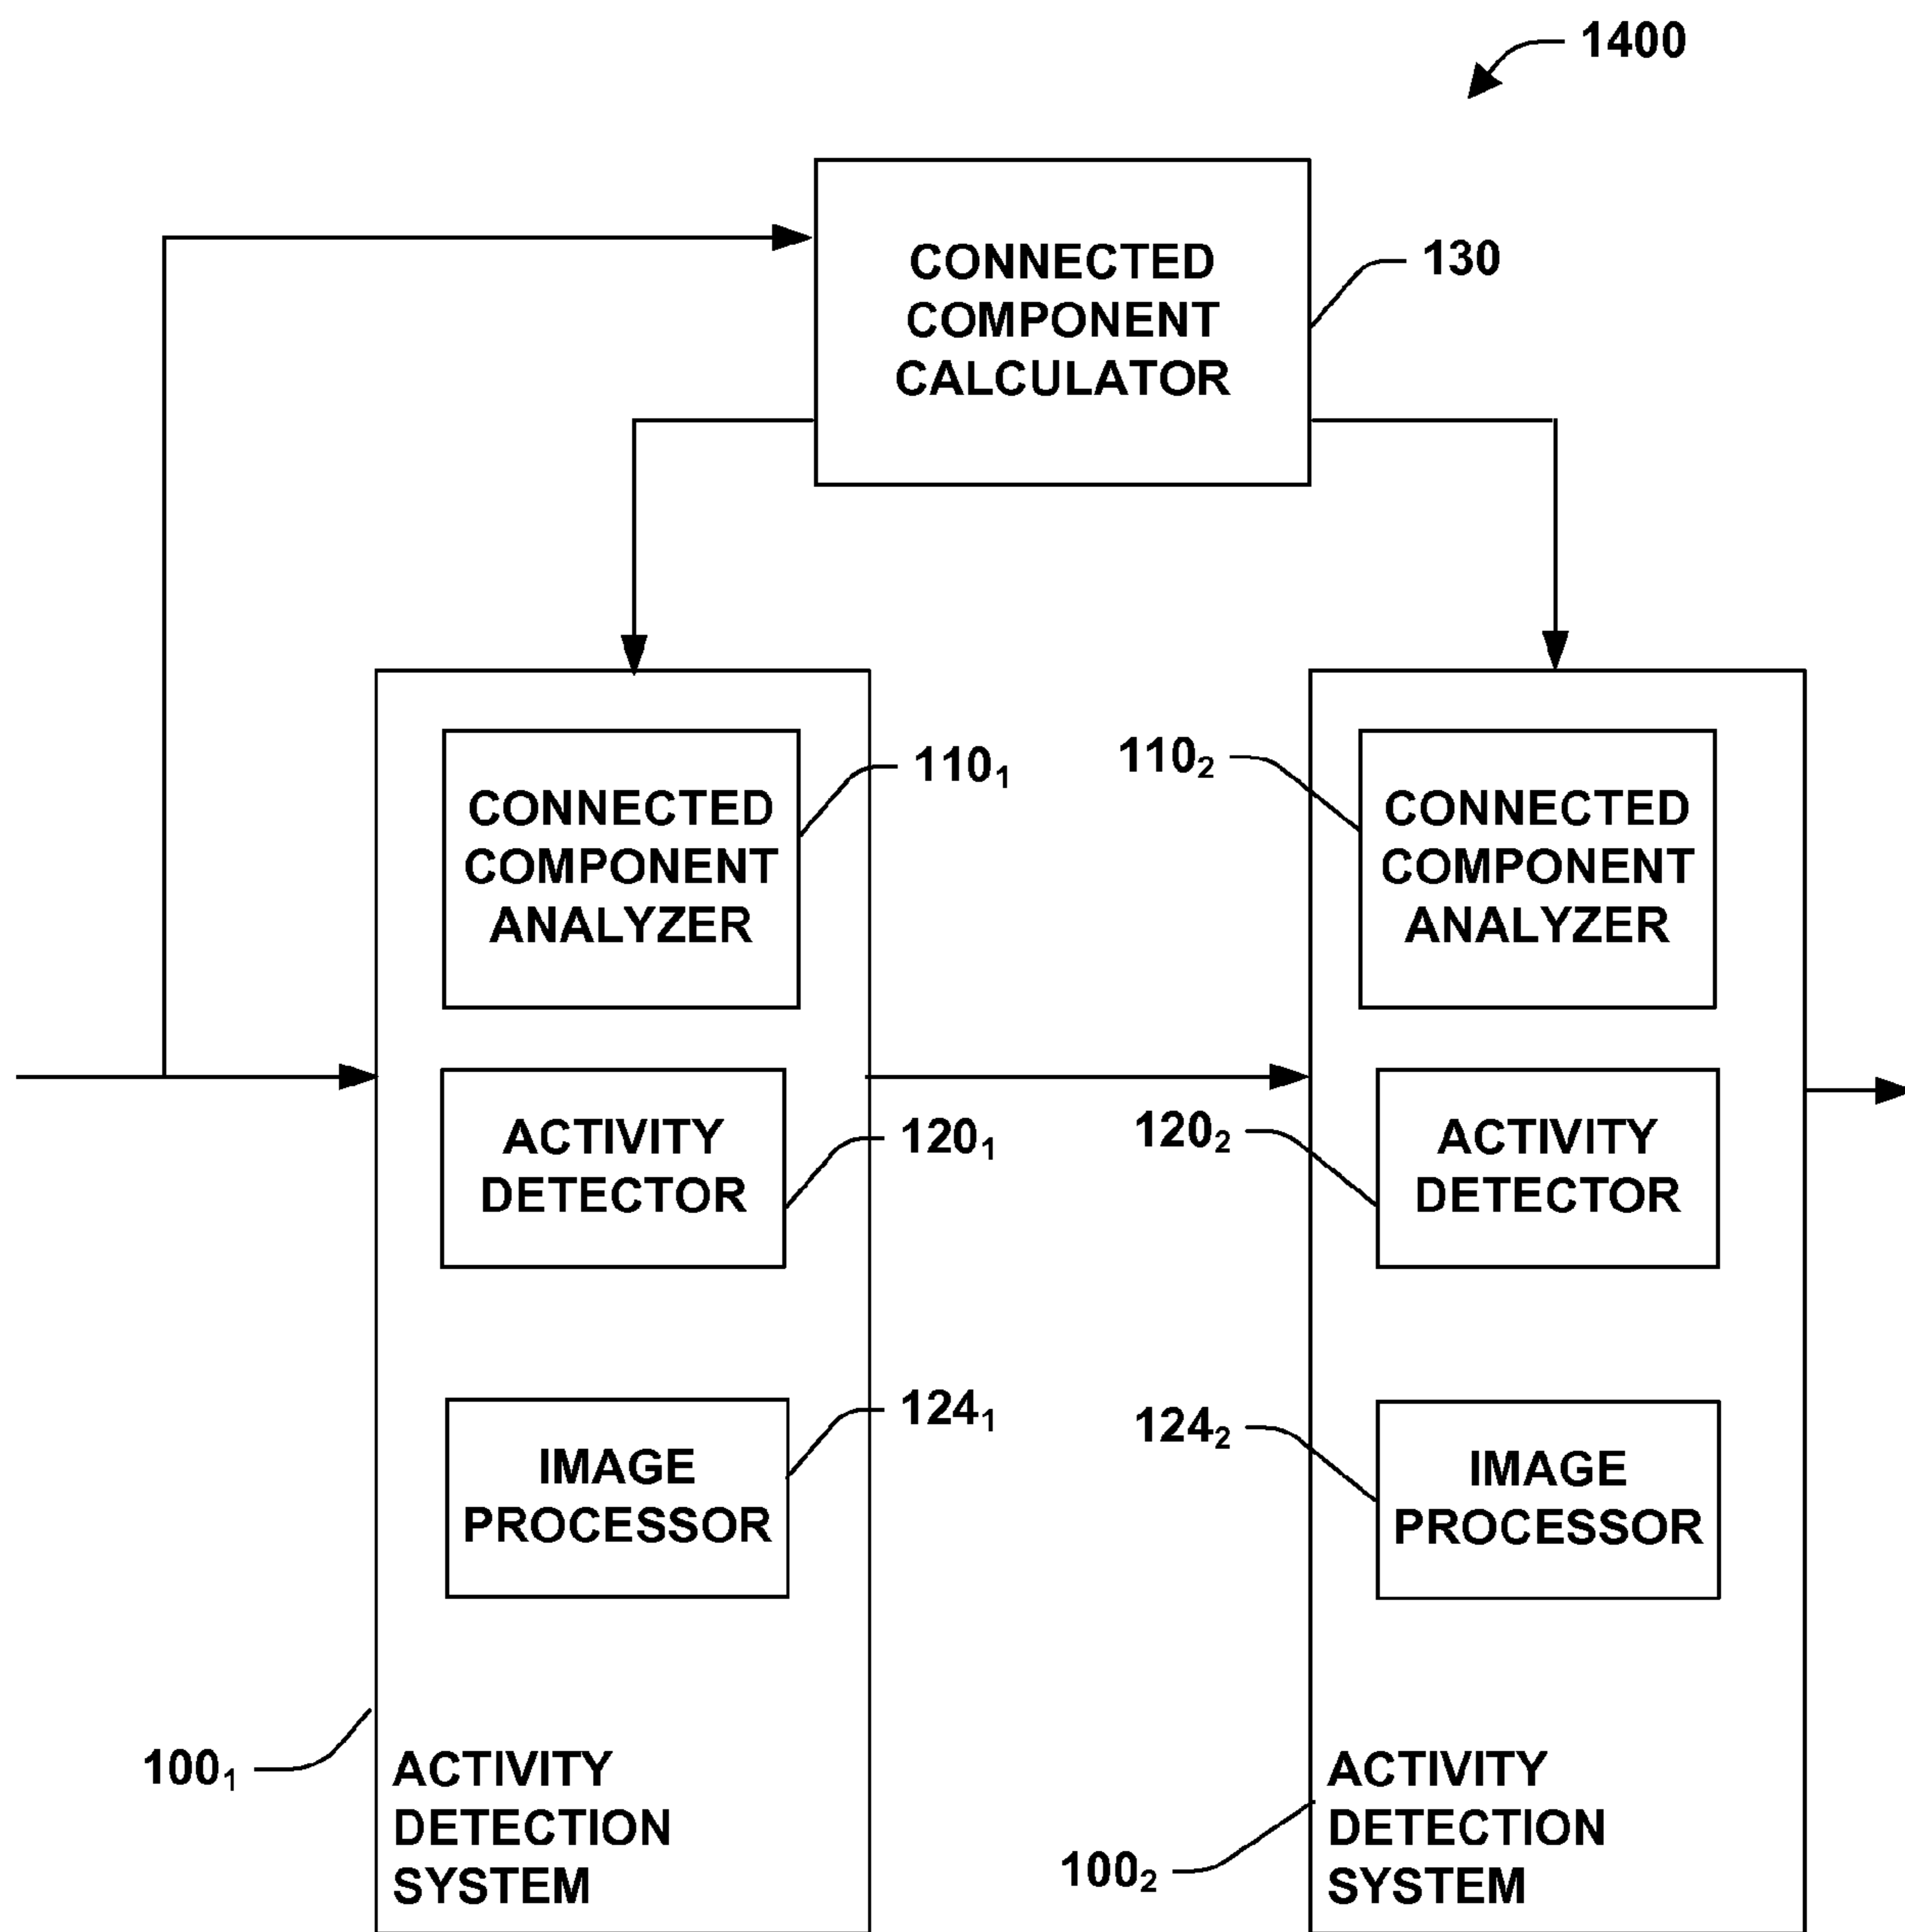 1400
CONNECTED
COMPONENT
CALCULATOR
130
CONNECTED
COMPONENT
ANALYZER
110₁
110₂
CONNECTED
COMPONENT
ANALYZER
ACTIVITY
DETECTOR
120₁
120₂
ACTIVITY
DETECTOR
IMAGE
PROCESSOR
124₁
124₂
IMAGE
PROCESSOR
100₁
ACTIVITY
DETECTION
SYSTEM
100₂
ACTIVITY
DETECTION
SYSTEM